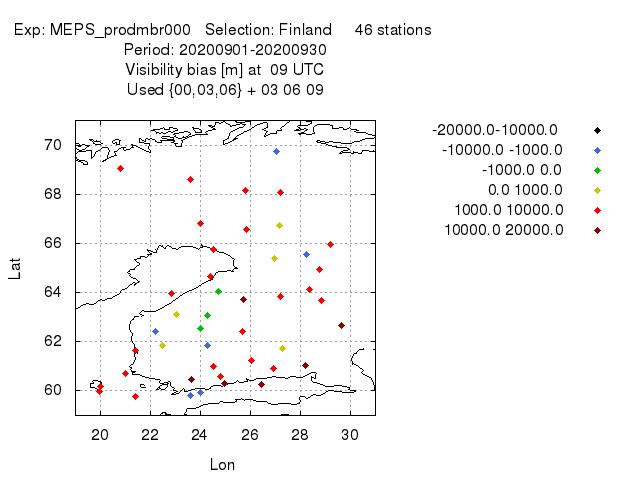 Exp: MEPS_prodmbr000 Selection: Finland 46 stations
Period: 20200901-20200930
Visibility bias [m] at 09 UTC
Used {00,03,06} + 03 06 09
-20000.0-10000.0
-10000.0 -1000.0
-1000.0 0.0
0.0 1000.0
1000.0 10000.0
10000.0 20000.0
70
68
66
64
62
60
Lat
20 22 24 26 28 30
Lon